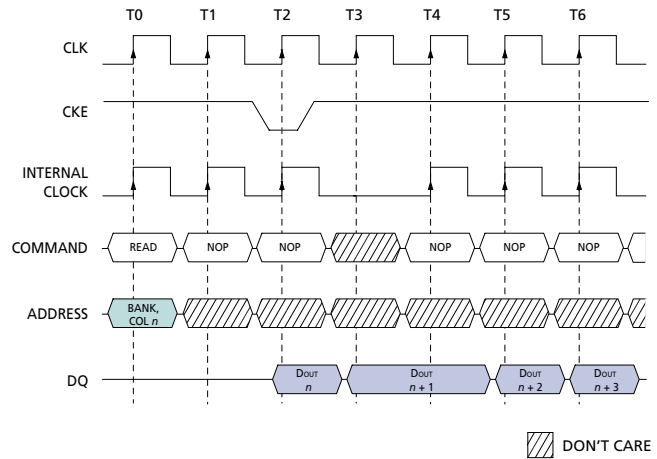 T0 T1 T2 T3 T4 T5 T6
CLK
CKE
INTERNAL
CLOCK
COMMAND READ NOP NOP NOP NOP NOP
ADDRESS BANK,
COL n
DQ DOUT DOUT DOUT DOUT
n n + 1 n + 2 n + 3
DON'T CARE